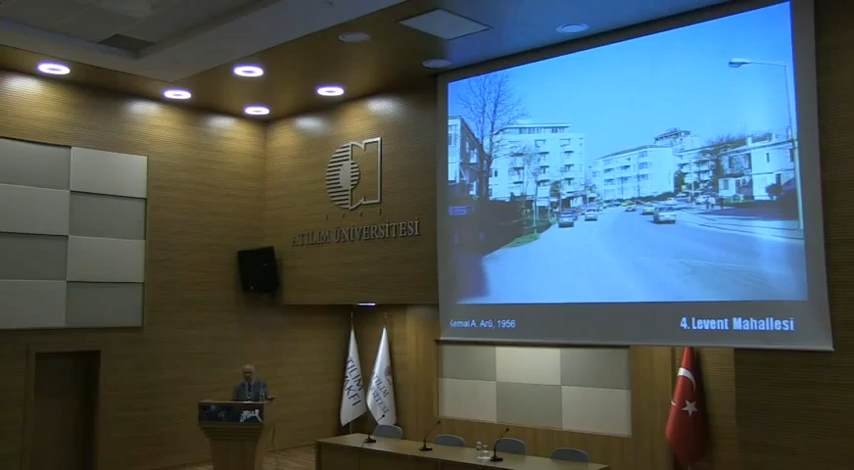 ATILIM ÜNİVERSİTESİ
Kemal A. Arû, 1956
4. Levent Mahallesi